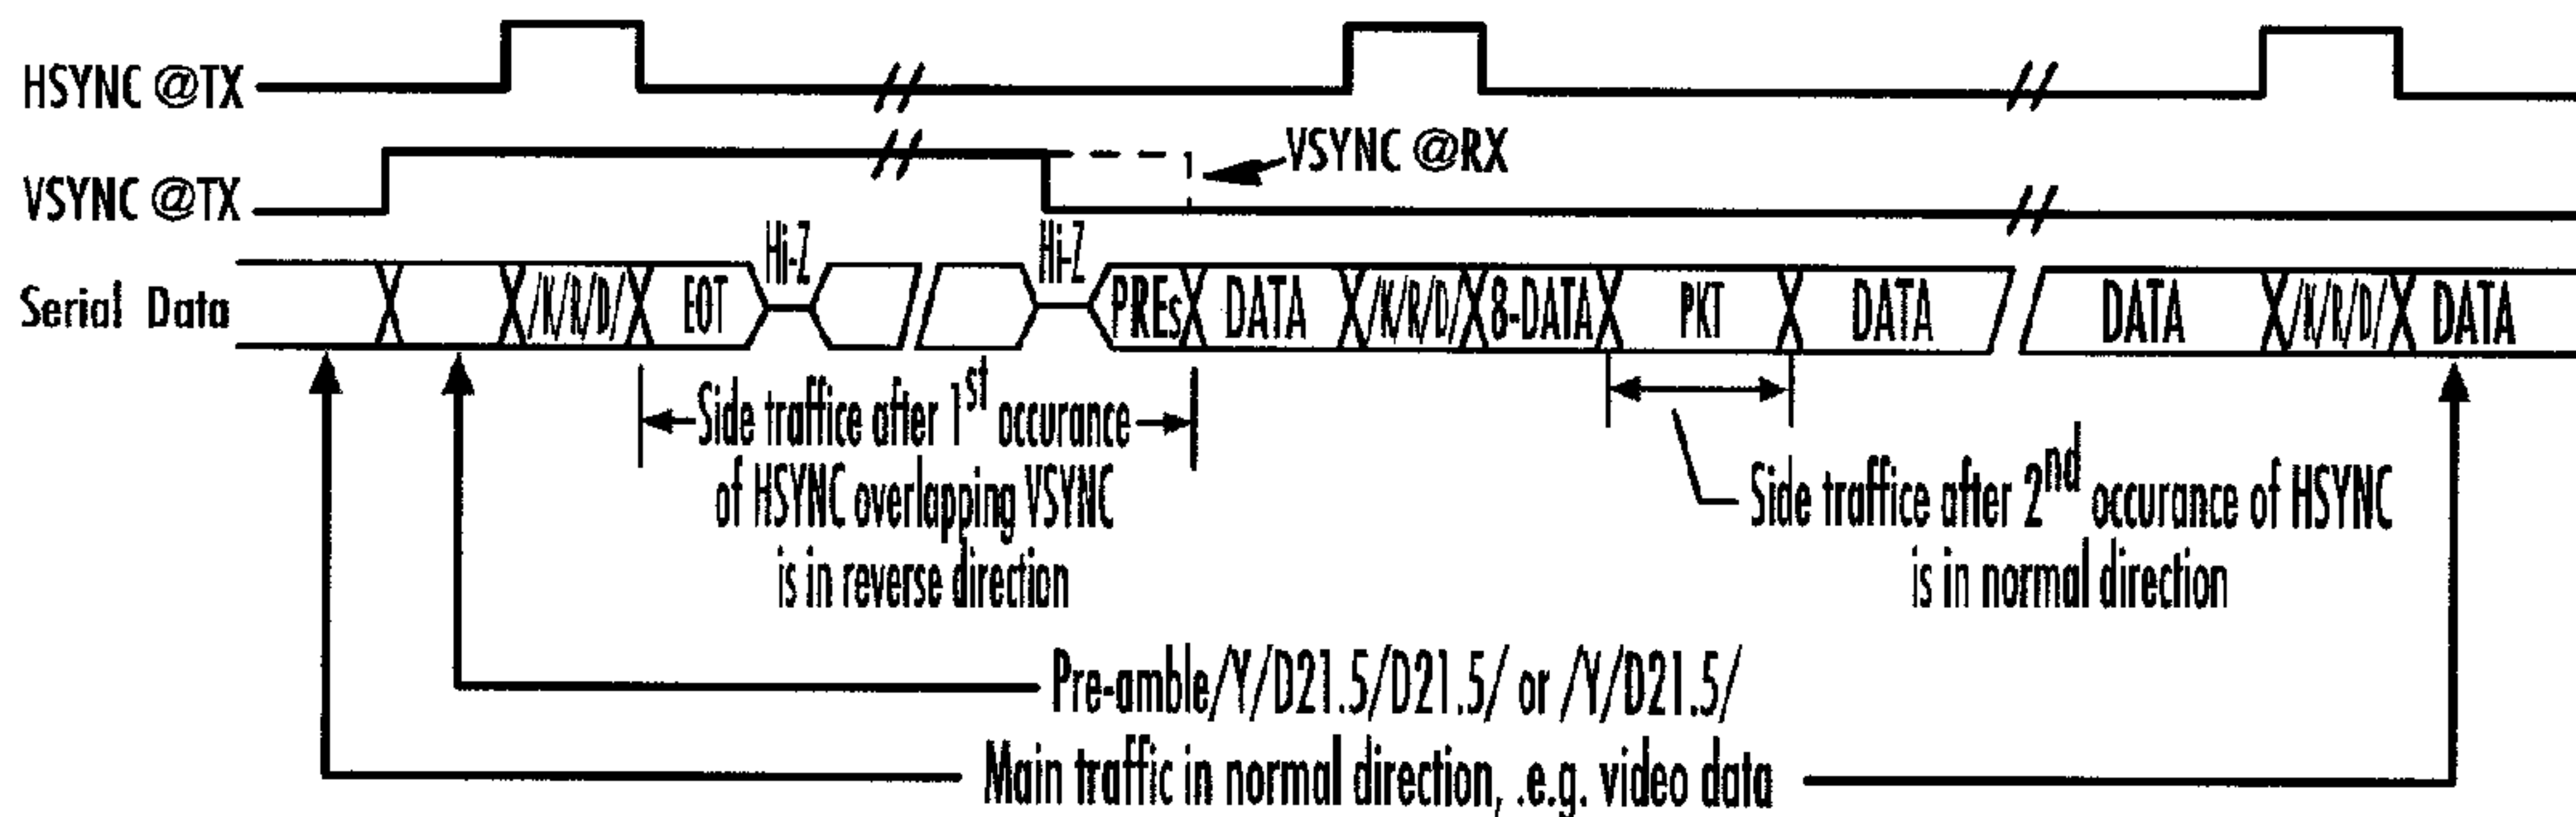 HSYNC @TX
VSYNC @RX
VSYNC @TX
Hi-Z Hi-Z
Serial Data /K/R/D/ EOT PREs DATA /K/R/D/ 8-DATA PKT DATA DATA /K/R/D/ DATA
Side traffice after 1st occurance
of HSYNC overlapping VSYNC
is in reverse direction
Side traffice after 2nd occurance of HSYNC
is in normal direction
Pre-amble/Y/D21.5/D21.5/ or /Y/D21.5/
Main traffic in normal direction, .e.g. video data